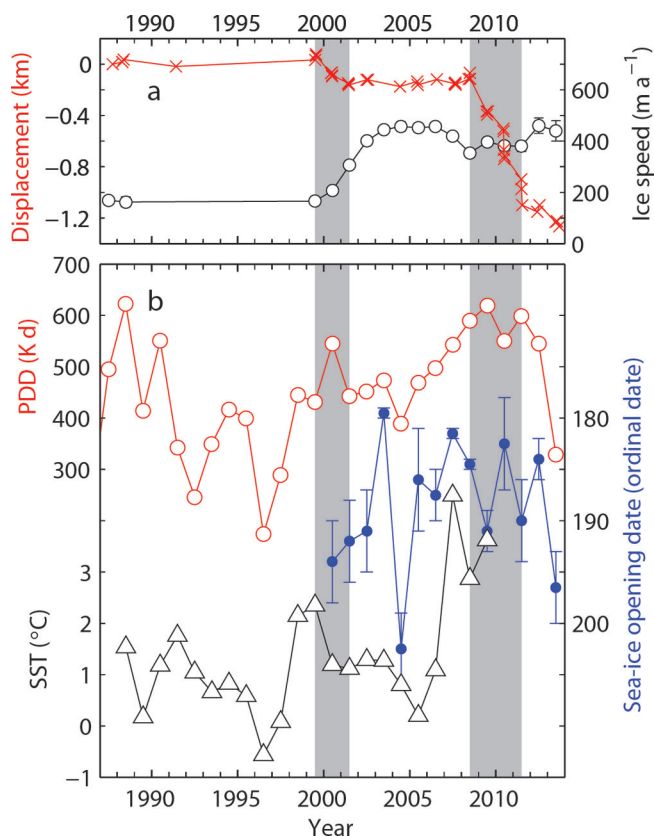 1990 1995 2000 2005 2010
Displacement (km)
0
−0.4
−0.8
−1.2
a
600
400
200
0
Ice speed (m a⁻¹)
700
600
500
400
300
PDD (K d)
b
3
2
1
0
−1
SST (°C)
180
190
200
Sea-ice opening date (ordinal date)
1990 1995 2000 2005 2010
Year